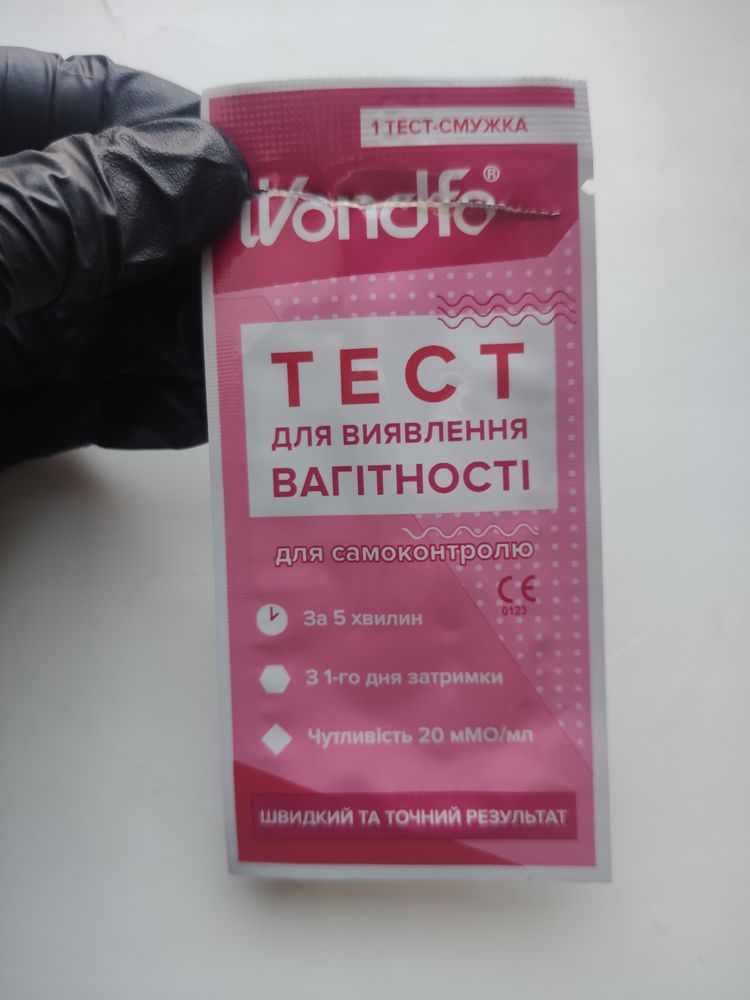 1 ТЕСТ-СМУЖКА
Wondfo®
ТЕСТ
ДЛЯ ВИЯВЛЕННЯ
ВАГІТНОСТІ
для самоконтролю
CE
0123
За 5 хвилин
З 1-го дня затримки
Чутливість 20 мМО/мл
ШВИДКИЙ ТА ТОЧНИЙ РЕЗУЛЬТАТ